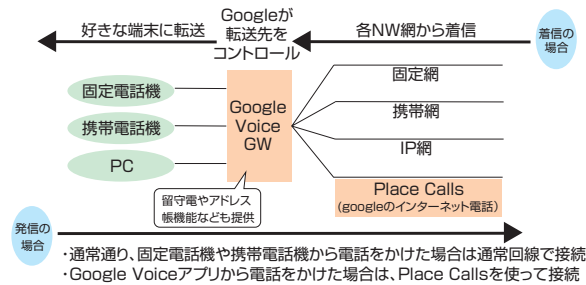 Googleが
転送先を
コントロール
好きな端末に転送
各NW網から着信
着信の
場合
固定電話機
携帯電話機
PC
Google
Voice
GW
固定網
携帯網
IP網
Place Calls
(googleのインターネット電話)
留守電やアドレス
帳機能なども提供
発信の
場合
・通常通り、固定電話機や携帯電話機から電話をかけた場合は通常回線で接続
・Google Voiceアプリから電話をかけた場合は、Place Callsを使って接続